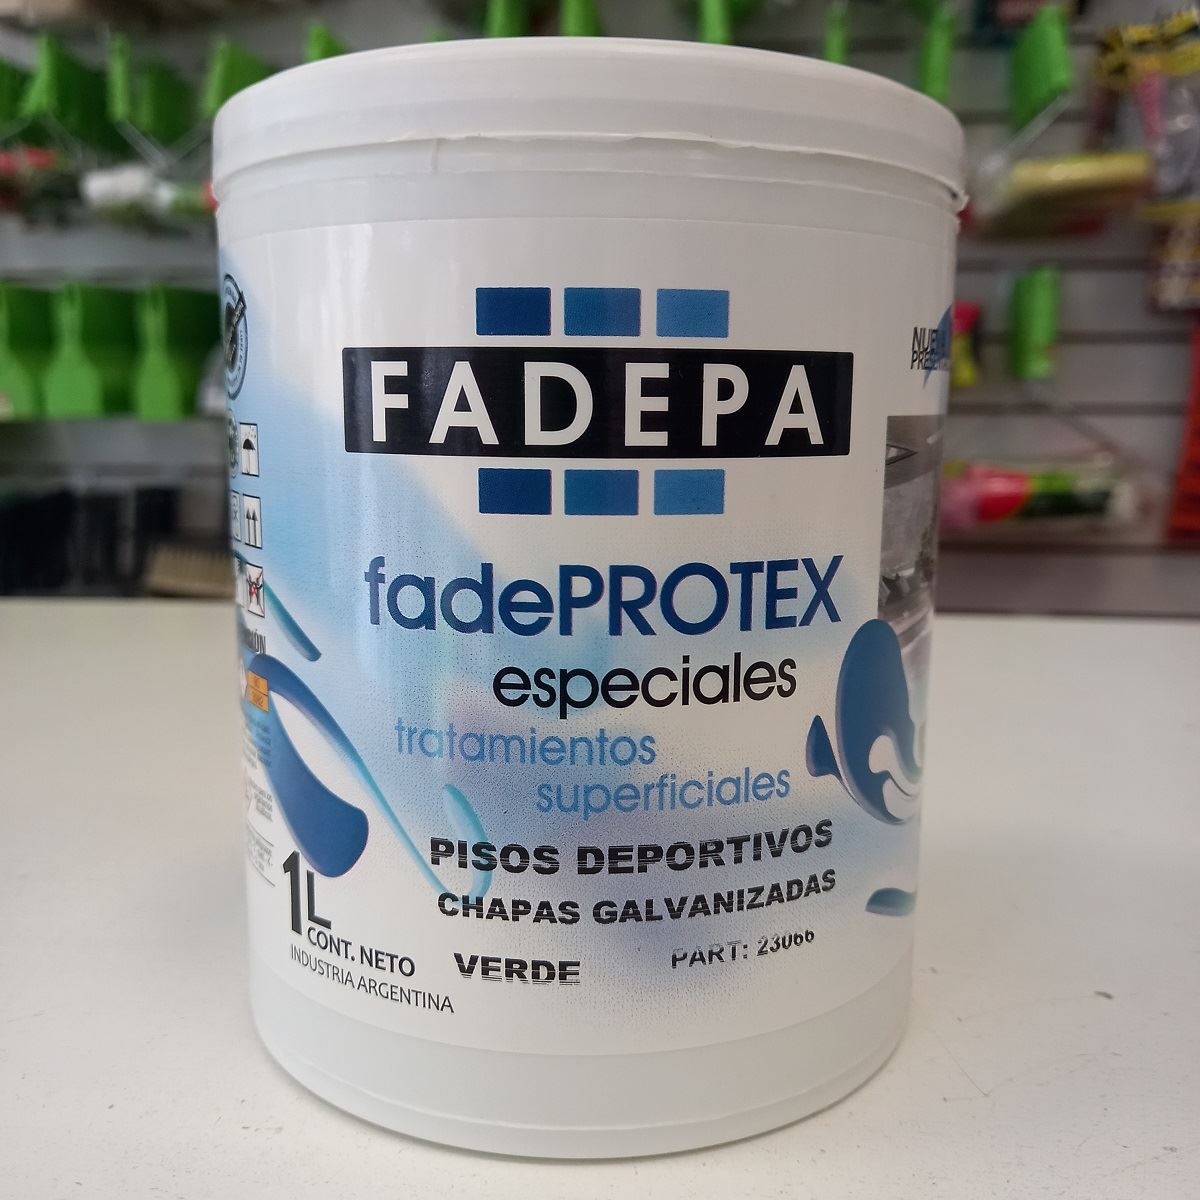 FADEPA
fadePROTEX
especiales
tratamientos
superficiales
PISOS DEPORTIVOS
CHAPAS GALVANIZADAS
VERDE
PART: 23066
1L
CONT. NETO
INDUSTRIA ARGENTINA